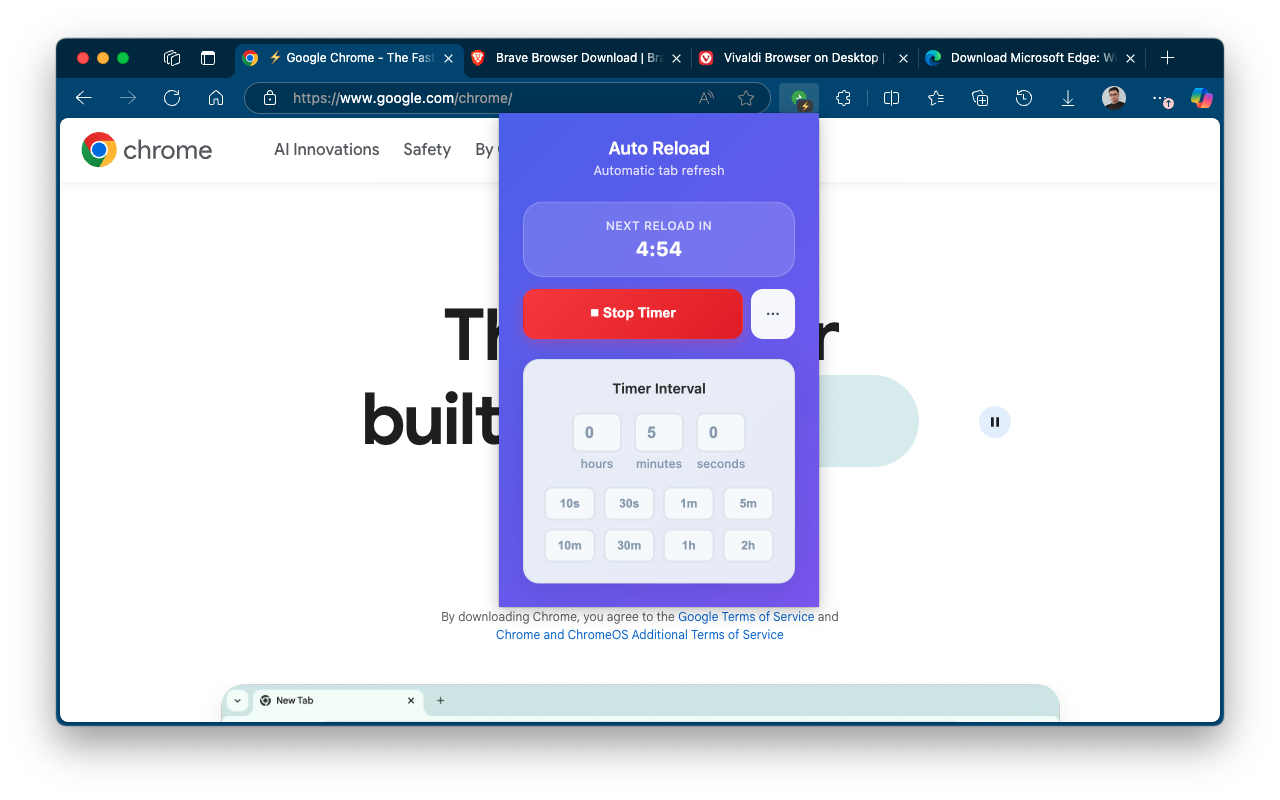 ⚡ Google Chrome - The Fast
Brave Browser Download | Bra
Vivaldi Browser on Desktop |
Download Microsoft Edge: Wi
https://www.google.com/chrome/
chrome
AI Innovations
Safety
By
Auto Reload
Automatic tab refresh
NEXT RELOAD IN
4:54
Stop Timer
...
Timer Interval
0
5
0
hours
minutes
seconds
10s
30s
1m
5m
10m
30m
1h
2h
built
By downloading Chrome, you agree to the Google Terms of Service and
Chrome and ChromeOS Additional Terms of Service
New Tab